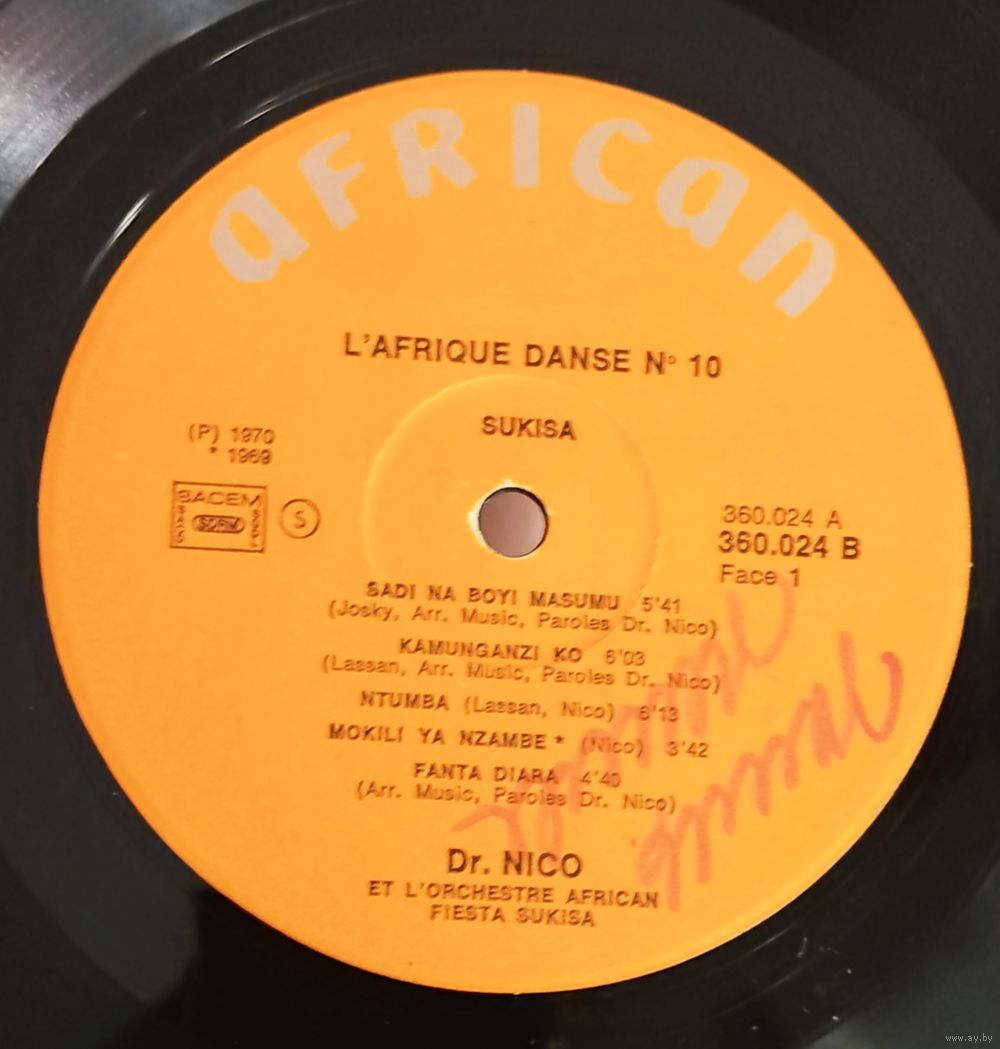 aFRICan
L'AFRIQUE DANSE N° 10
SUKISA
(P) 1970
* 1969
SACEM
SDRM
S
360.024 A
360.024 B
Face 1
SADI NA BOYI MASUMU 5'41
(Josky, Arr. Music, Paroles Dr. Nico)
KAMUNGANZI KO 6'03
(Lassan, Arr. Music, Paroles Dr. Nico)
NTUMBA (Lassan, Nico) 6'13
MOKILI YA NZAMBE * (Nico) 3'42
FANTA DIARA 4'40
(Arr. Music, Paroles Dr. Nico)
Dr. NICO
ET L'ORCHESTRE AFRICAN
FIESTA SUKISA
www.ay.by